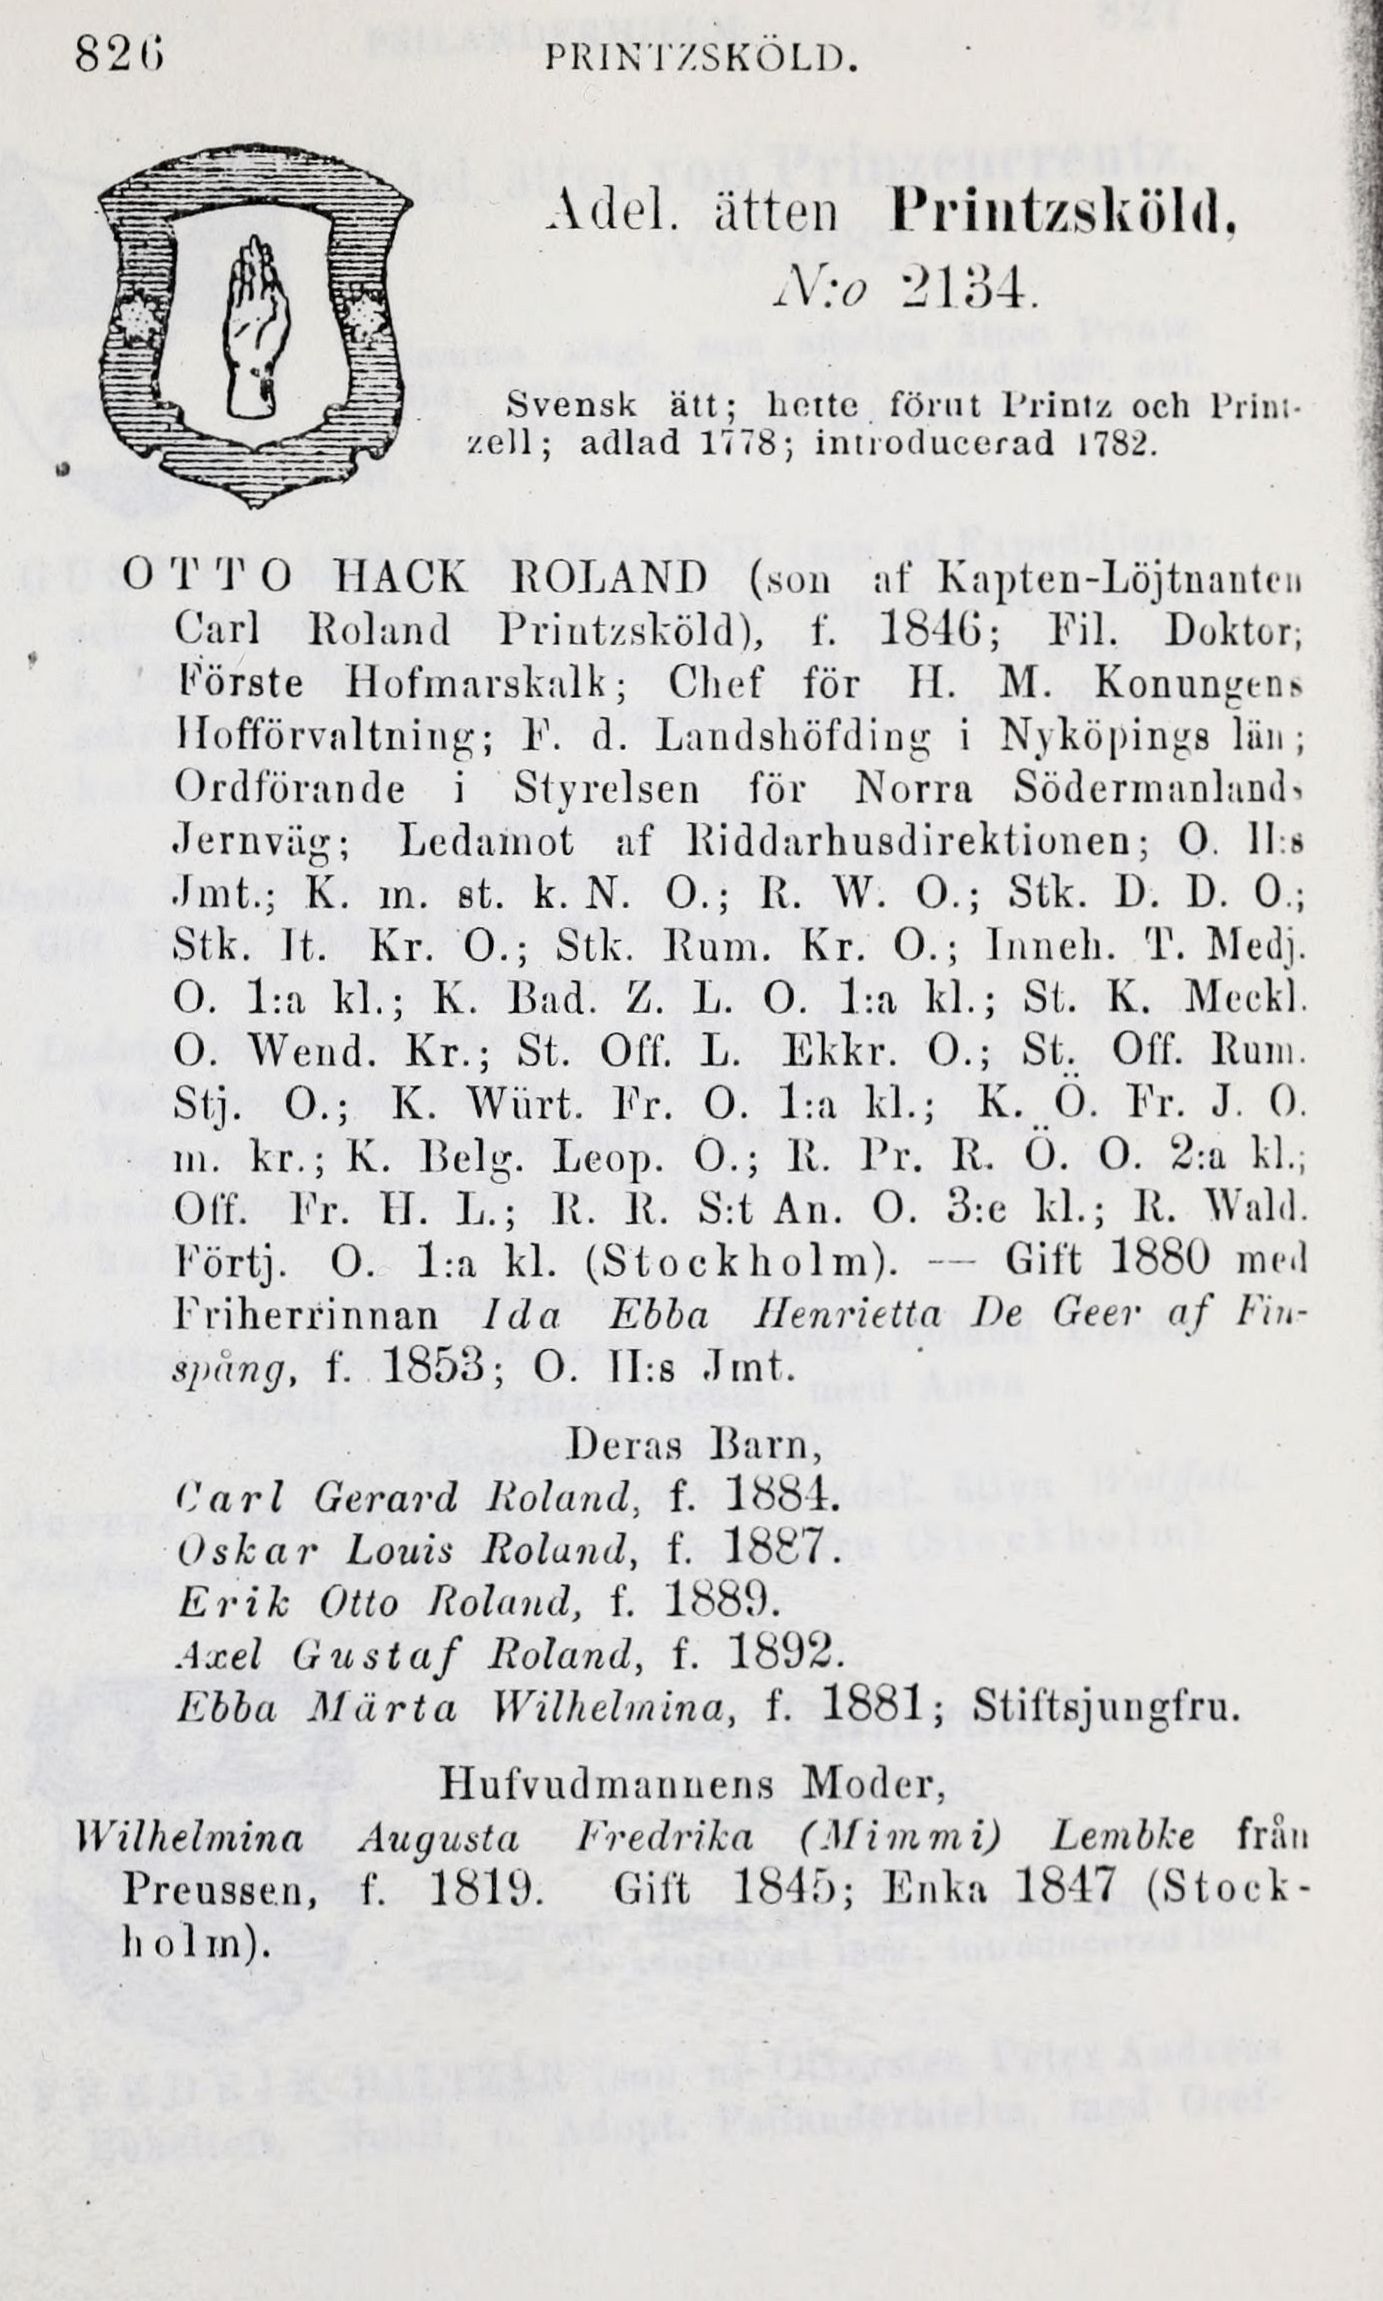 826
PRINTZSKÖLD.
Adel. ätten Printzsköld,
N:o 2134.
Svensk ätt; hette förut Printz och Print-
zell; adlad 1778; introducerad 1782.
OTTO HACK ROLAND (son af Kapten-Löjtnanten
Carl Roland Printzsköld), f. 1846; Fil. Doktor;
Förste Hofmarskalk; Chef för H. M. Konungens
Hofförvaltning; F. d. Landshöfding i Nyköpings län;
Ordförande i Styrelsen för Norra Södermanlands
Jernväg; Ledamot af Riddarhusdirektionen; O. II:s
Jmt.; K. m. st. k. N. O.; R. W. O.; Stk. D. D. O.;
Stk. It. Kr. O.; Stk. Rum. Kr. O.; Inneh. T. Medj.
O. 1:a kl.; K. Bad. Z. L. O. 1:a kl.; St. K. Meckl.
O. Wend. Kr.; St. Off. L. Ekkr. O.; St. Off. Rum.
Stj. O.; K. Würt. Fr. O. 1:a kl.; K. Ö. Fr. J. O.
m. kr.; K. Belg. Leop. O.; R. Pr. R. Ö. O. 2:a kl.;
Off. Fr. H. L.; R. R. S:t An. O. 3:e kl.; R. Wald.
Förtj. O. 1:a kl. (Stockholm). — Gift 1880 med
Friherrinnan Ida Ebba Henrietta De Geer af Fin-
spång, f. 1853; O. II:s Jmt.
Deras Barn,
Carl Gerard Roland, f. 1884.
Oskar Louis Roland, f. 1887.
Erik Otto Roland, f. 1889.
Axel Gustaf Roland, f. 1892.
Ebba Märta Wilhelmina, f. 1881; Stiftsjungfru.
Hufvudmannens Moder,
Wilhelmina Augusta Fredrika (Mimmi) Lembke från
Preussen, f. 1819. Gift 1845; Enka 1847 (Stock-
holm).